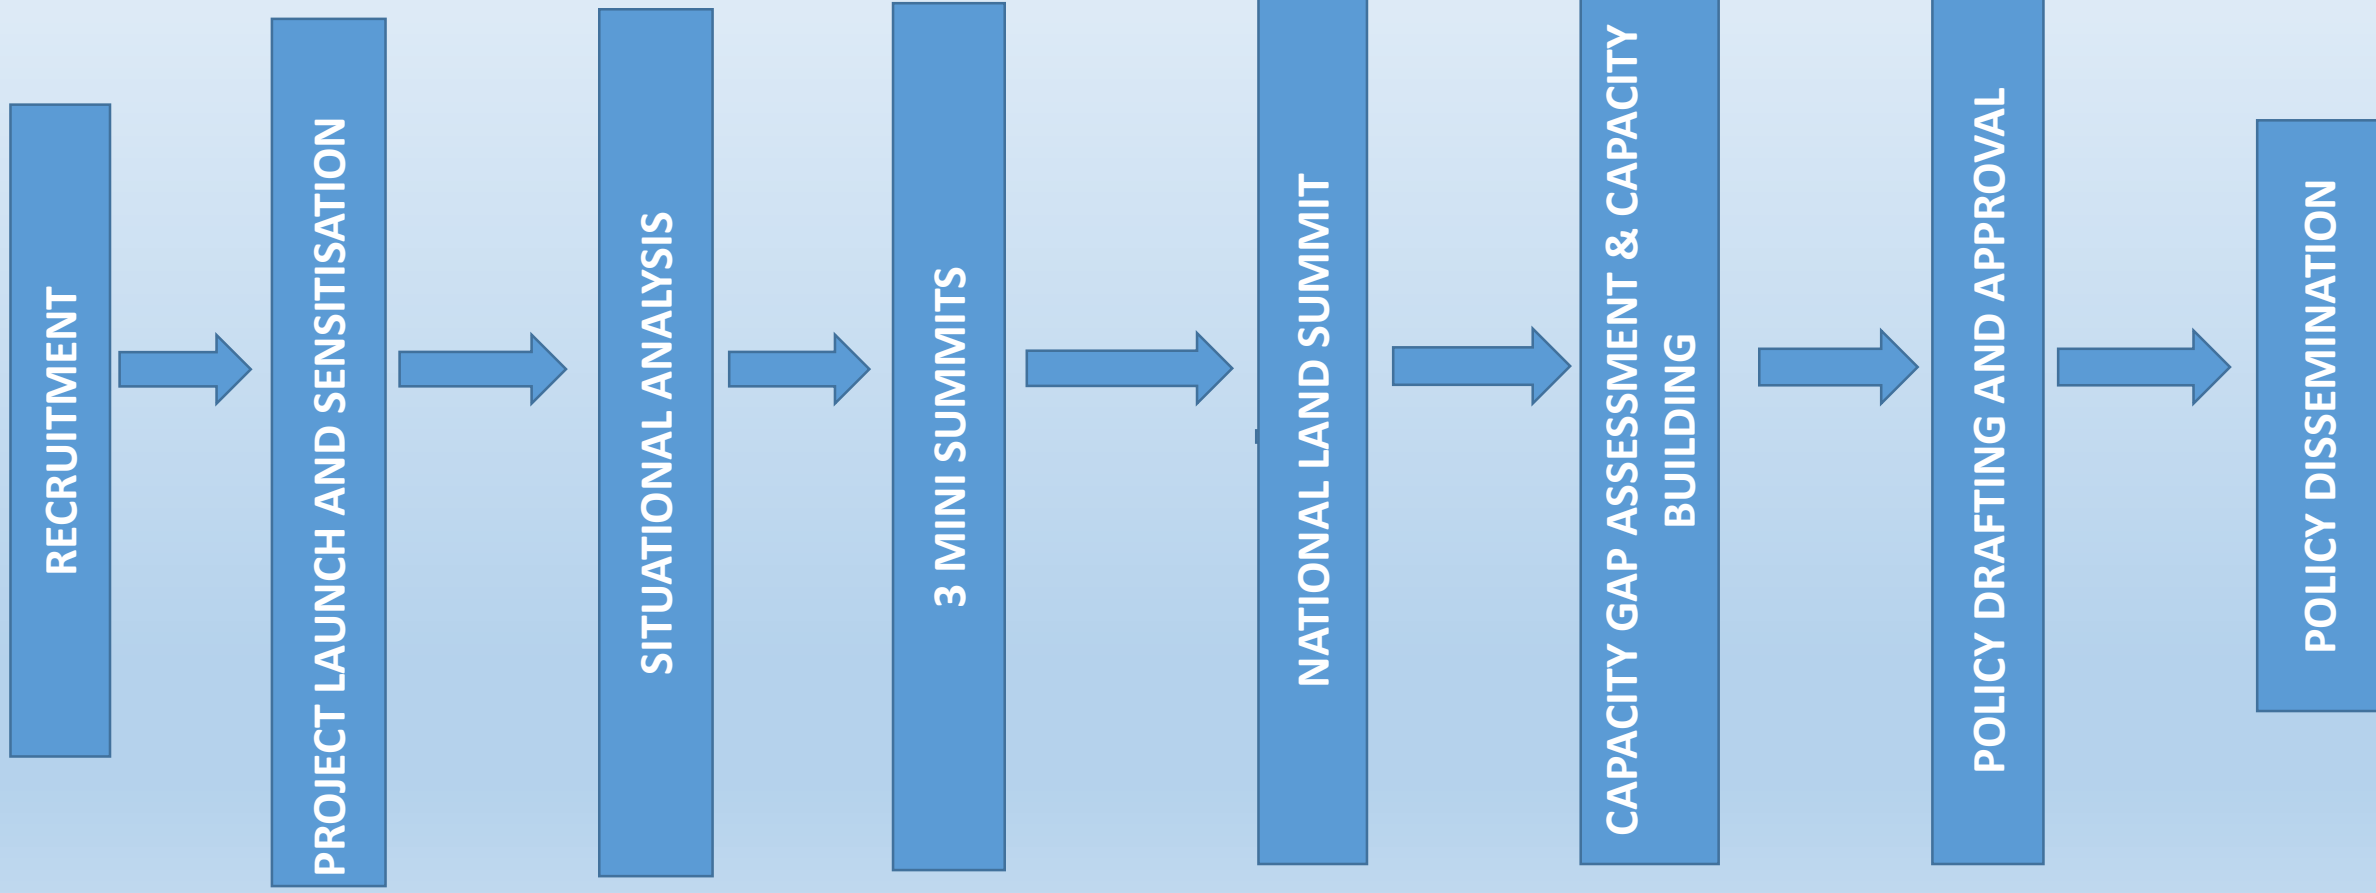 RECRUITMENT
PROJECT LAUNCH AND SENSITISATION
SITUATIONAL ANALYSIS
3 MINI SUMMITS
NATIONAL LAND SUMMIT
CAPACITY GAP ASSESSMENT & CAPACITY
BUILDING
POLICY DRAFTING AND APPROVAL
POLICY DISSEMINATION